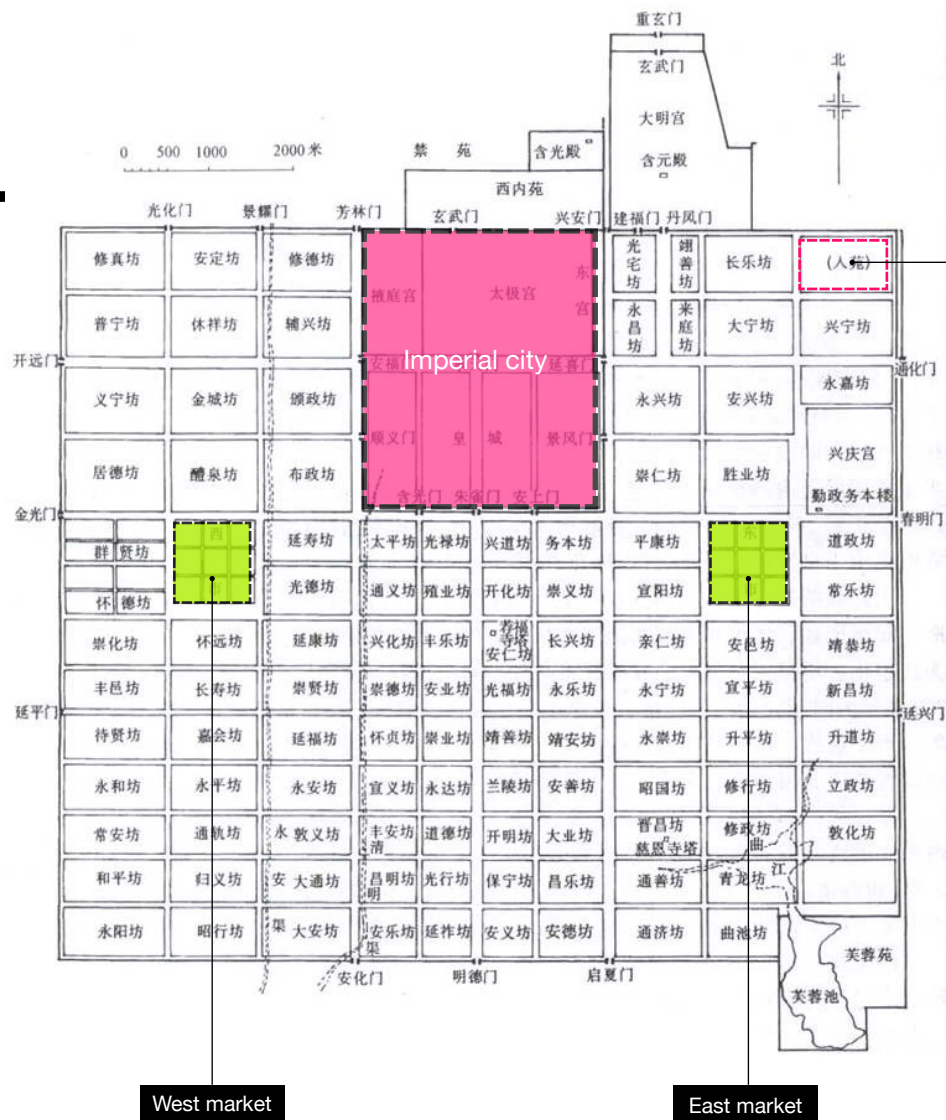 重玄门
玄武门
北
大明宫
0 500 1000 2000米
禁苑
含光殿
含元殿
西内苑
光化门 景耀门 芳林门 玄武门 兴安门 建福门 丹凤门
修真坊 安定坊 修德坊 掖庭宫 太极宫 东宫 光宅坊 翊善坊 长乐坊 (人苑)
普宁坊 休祥坊 辅兴坊 永昌坊 来庭坊 大宁坊 兴宁坊
开远门 安福门 Imperial city 延喜门 通化门
义宁坊 金城坊 颁政坊 永兴坊 安兴坊 永嘉坊
顺义门 皇城 景风门 兴庆宫
居德坊 醴泉坊 布政坊 崇仁坊 胜业坊 勤政务本楼
金光门 含光门 朱雀门 安上门 春明门
群贤坊 西市 延寿坊 太平坊 光禄坊 兴道坊 务本坊 平康坊 东市 道政坊
怀德坊 光德坊 通义坊 殖业坊 开化坊 崇义坊 宣阳坊 常乐坊
崇化坊 怀远坊 延康坊 兴化坊 丰乐坊 荐福寺塔 安仁坊 长兴坊 亲仁坊 安邑坊 靖恭坊
丰邑坊 长寿坊 崇贤坊 崇德坊 安业坊 光福坊 永乐坊 永宁坊 宣平坊 新昌坊
延平门 延兴门
待贤坊 嘉会坊 延福坊 怀贞坊 崇业坊 靖善坊 靖安坊 永崇坊 升平坊 升道坊
永和坊 永平坊 永安坊 宣义坊 永达坊 兰陵坊 安善坊 昭国坊 修行坊 立政坊
常安坊 通轨坊 敦义坊 丰安坊 道德坊 开明坊 大业坊 晋昌坊 慈恩寺塔 修政坊 敦化坊
和平坊 归义坊 大通坊 昌明坊 光行坊 保宁坊 昌乐坊 通善坊 青龙坊
永阳坊 昭行坊 大安坊 安乐坊 延祚坊 安义坊 安德坊 通济坊 曲池坊
永安渠
清明渠
曲江
芙蓉苑
芙蓉池
安化门 明德门 启夏门
West market
East market